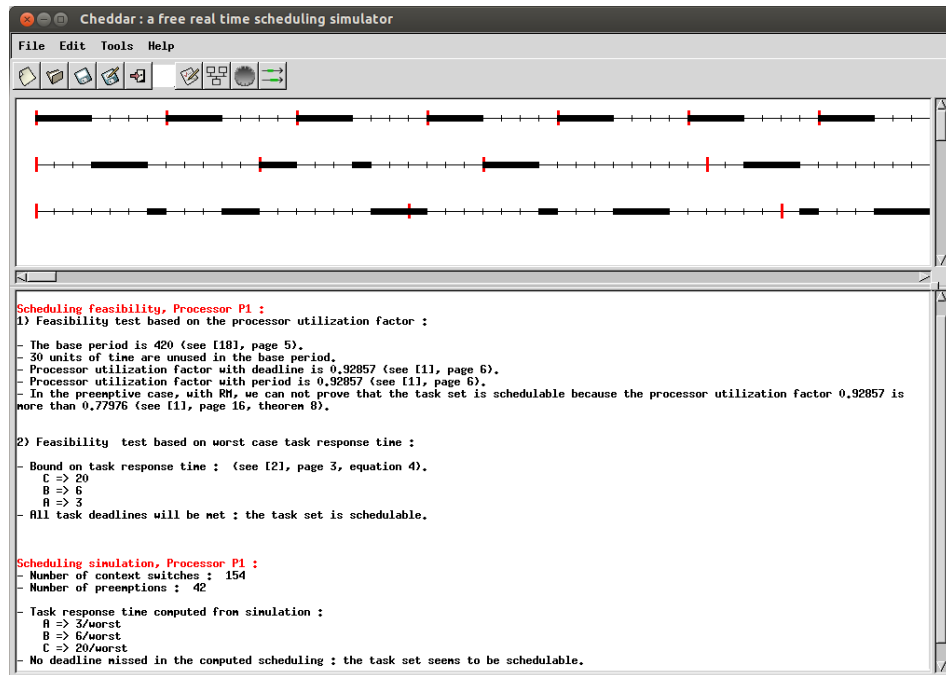 Cheddar : a free real time scheduling simulator
File Edit Tools Help
Scheduling feasibility, Processor P1 :
1) Feasibility test based on the processor utilization factor :
- The base period is 420 (see [18], page 5).
- 30 units of time are unused in the base period.
- Processor utilization factor with deadline is 0.92857 (see [1], page 6).
- Processor utilization factor with period is 0.92857 (see [1], page 6).
- In the preemptive case, with RM, we can not prove that the task set is schedulable because the processor utilization factor 0.92857 is
more than 0.77976 (see [1], page 16, theorem 8).
2) Feasibility test based on worst case task response time :
- Bound on task response time : (see [2], page 3, equation 4).
C => 20
B => 6
A => 3
- All task deadlines will be met : the task set is schedulable.
Scheduling simulation, Processor P1 :
- Number of context switches : 154
- Number of preemptions : 42
- Task response time computed from simulation :
A => 3/worst
B => 6/worst
C => 20/worst
- No deadline missed in the computed scheduling : the task set seems to be schedulable.